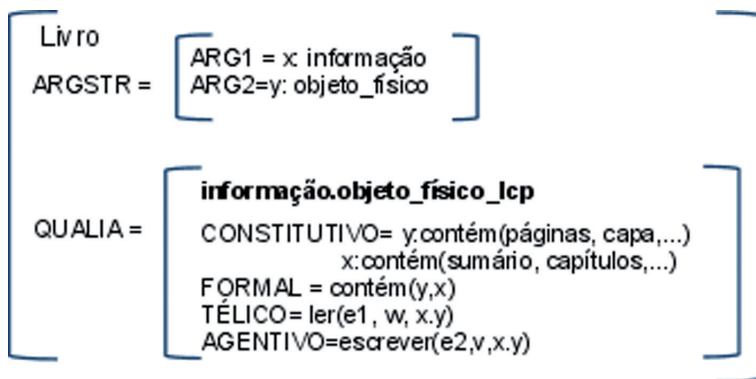 Livro
ARGSTR =
ARG1 = x: informação
ARG2=y: objeto_físico
QUALIA =
informação.objeto_físico_lcp
CONSTITUTIVO= y:contém(páginas, capa,...)
x:contém(sumário, capítulos,...)
FORMAL = contém(y,x)
TÉLICO= ler(e1, w, x.y)
AGENTIVO=escrever(e2,v,x.y)